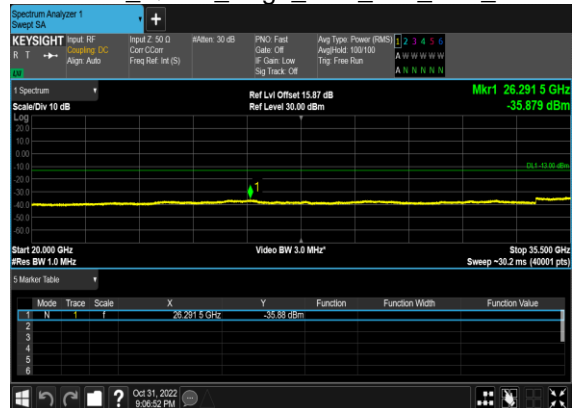 Spectrum Analyzer 1
Swept SA
KEYSIGHT Input: RF Input Z: 50 Ω #Atten: 30 dB PNO: Fast Avg Type: Power (RMS) 1 2 3 4 5 6
R T Coupling: DC Corr CCorr Gate: Off Avg|Hold: 100/100 A W W W W W
Align: Auto Freq Ref: Int (S) IF Gain: Low Trig: Free Run
Sig Track: Off A N N N N N
1 Spectrum Ref Lvl Offset 15.87 dB Mkr1 26.291 5 GHz
Scale/Div 10 dB Ref Level 30.00 dBm -35.879 dBm
Log
20.0
10.0
0.00
-10.0 DL1 -13.00 dBm
-20.0
-30.0 1
-40.0
-50.0
-60.0
Start 20.000 GHz Video BW 3.0 MHz* Stop 35.500 GHz
#Res BW 1.0 MHz Sweep ~30.2 ms (40001 pts)
5 Marker Table
Mode Trace Scale X Y Function Function Width Function Value
1 N 1 f 26.291 5 GHz -35.88 dBm
2
3
4
5
6
Oct 31, 2022
9:06:52 PM